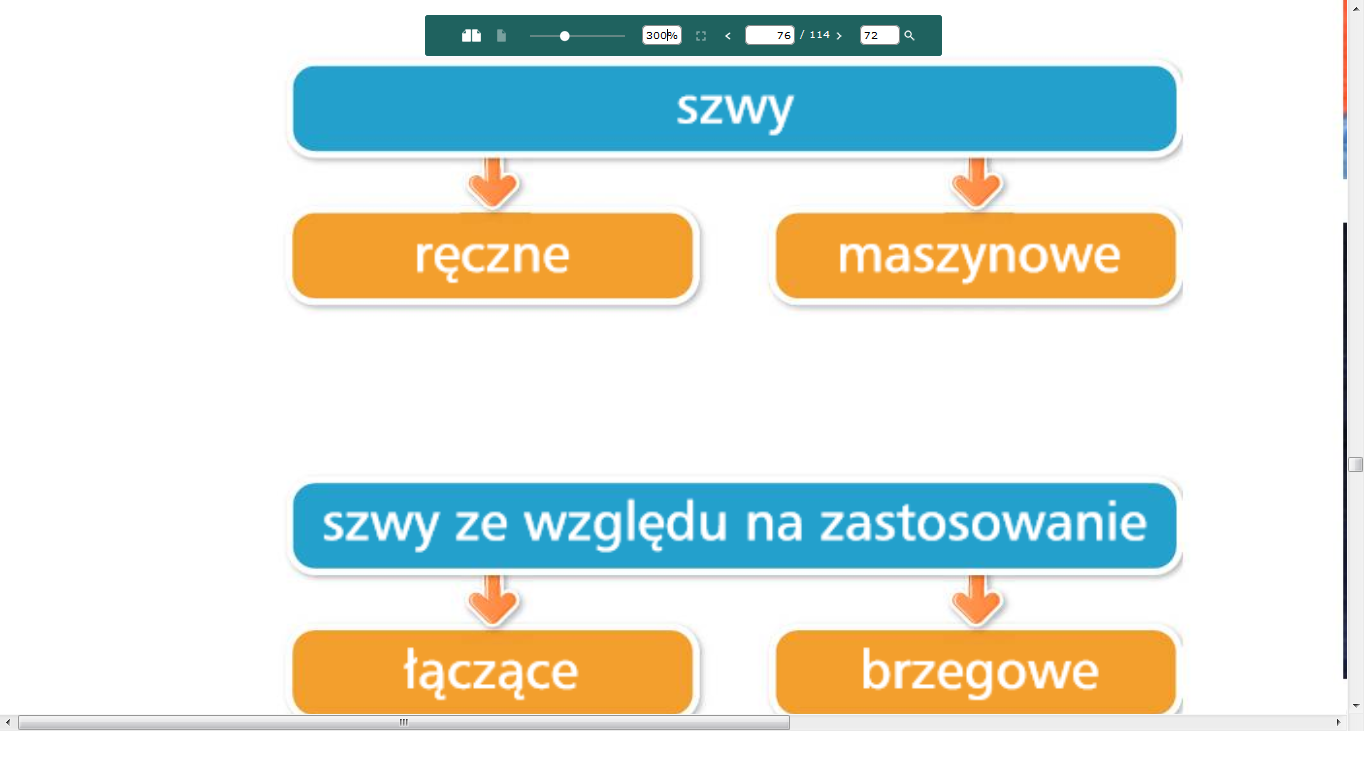 300% 76 / 114 72
szwy
ręczne maszynowe
szwy ze względu na zastosowanie
łączące brzegowe